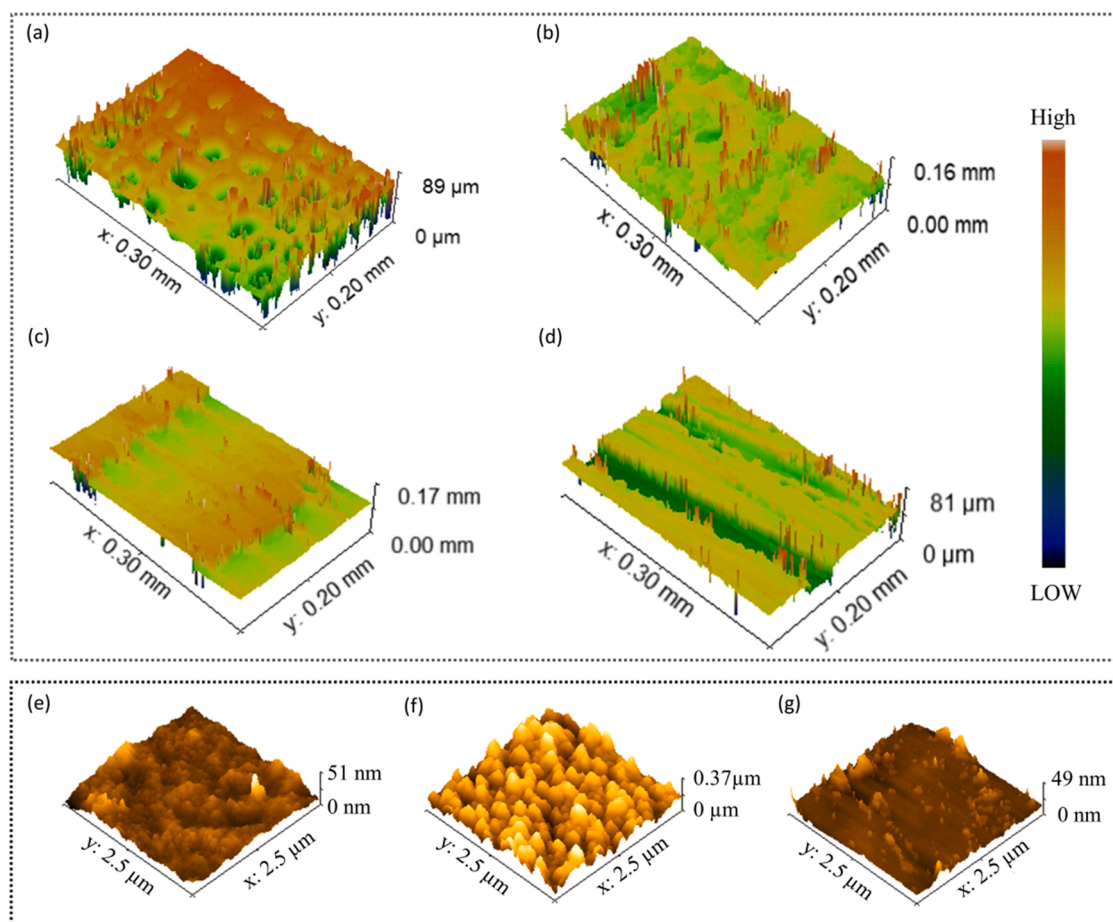 (a)
89 µm
0 µm
x: 0.30 mm
y: 0.20 mm
(b)
0.16 mm
0.00 mm
x: 0.30 mm
y: 0.20 mm
High
LOW
(c)
0.17 mm
0.00 mm
x: 0.30 mm
y: 0.20 mm
(d)
81 µm
0 µm
x: 0.30 mm
y: 0.20 mm
(e)
51 nm
0 nm
y: 2.5 µm
x: 2.5 µm
(f)
0.37µm
0 µm
y: 2.5 µm
x: 2.5 µm
(g)
49 nm
0 nm
y: 2.5 µm
x: 2.5 µm